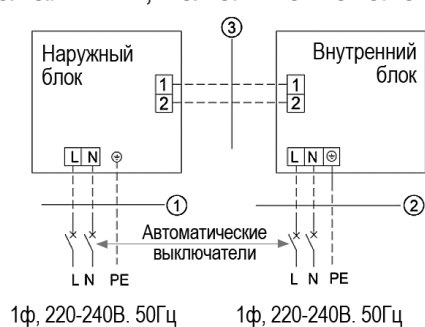 3
Наружный
блок
Внутренний
блок
1
2
1
2
L N
L N
1
2
Автоматические
выключатели
L N PE
L N PE
1ф, 220-240В. 50Гц
1ф, 220-240В. 50Гц